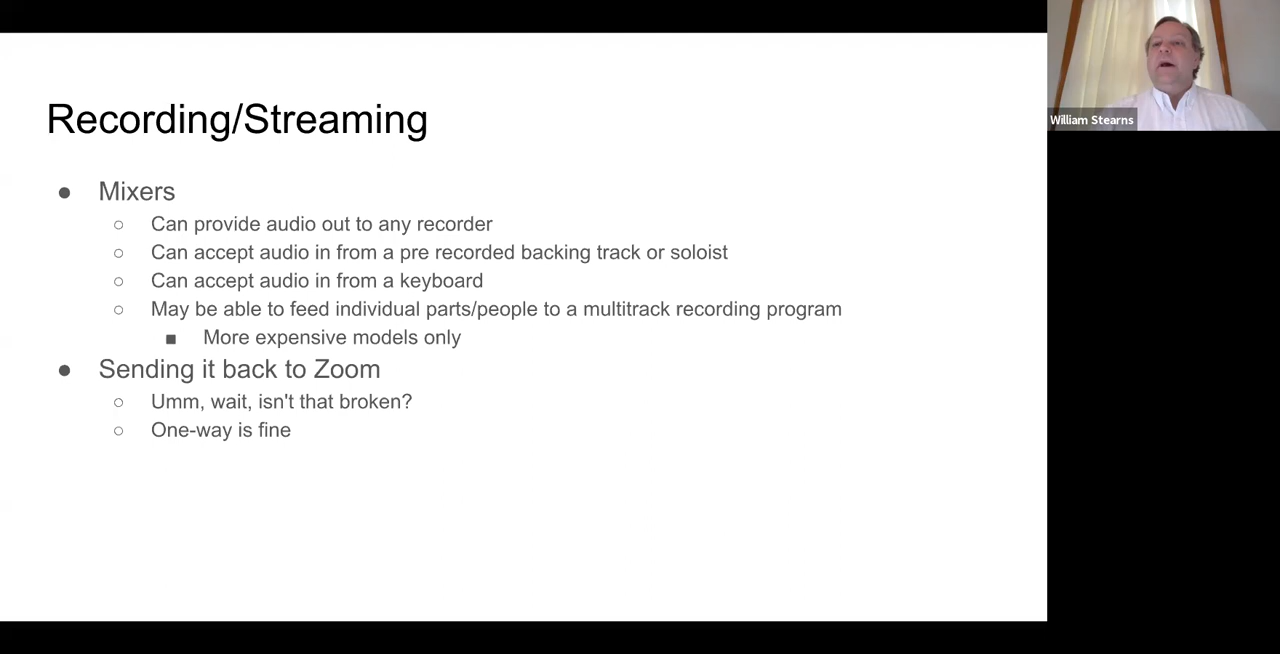 Recording/Streaming
● Mixers
○ Can provide audio out to any recorder
○ Can accept audio in from a pre recorded backing track or soloist
○ Can accept audio in from a keyboard
○ May be able to feed individual parts/people to a multitrack recording program
■ More expensive models only
● Sending it back to Zoom
○ Umm, wait, isn't that broken?
○ One-way is fine
William Stearns